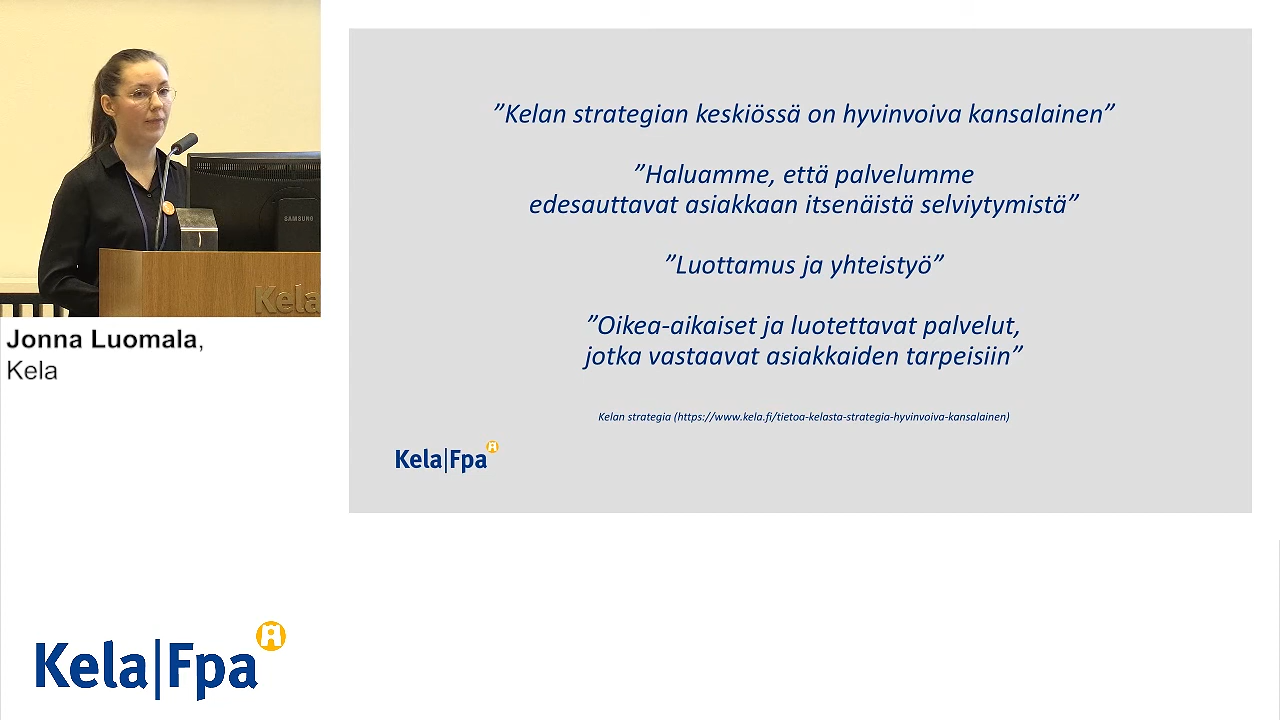 SAMSUNG
Kela
Jonna Luomala,
Kela
”Kelan strategian keskiössä on hyvinvoiva kansalainen”
”Haluamme, että palvelumme
edesauttavat asiakkaan itsenäistä selviytymistä”
”Luottamus ja yhteistyö”
”Oikea-aikaiset ja luotettavat palvelut,
jotka vastaavat asiakkaiden tarpeisiin”
Kelan strategia (https://www.kela.fi/tietoa-kelasta-strategia-hyvinvoiva-kansalainen)
Kela|Fpa
Kela|Fpa